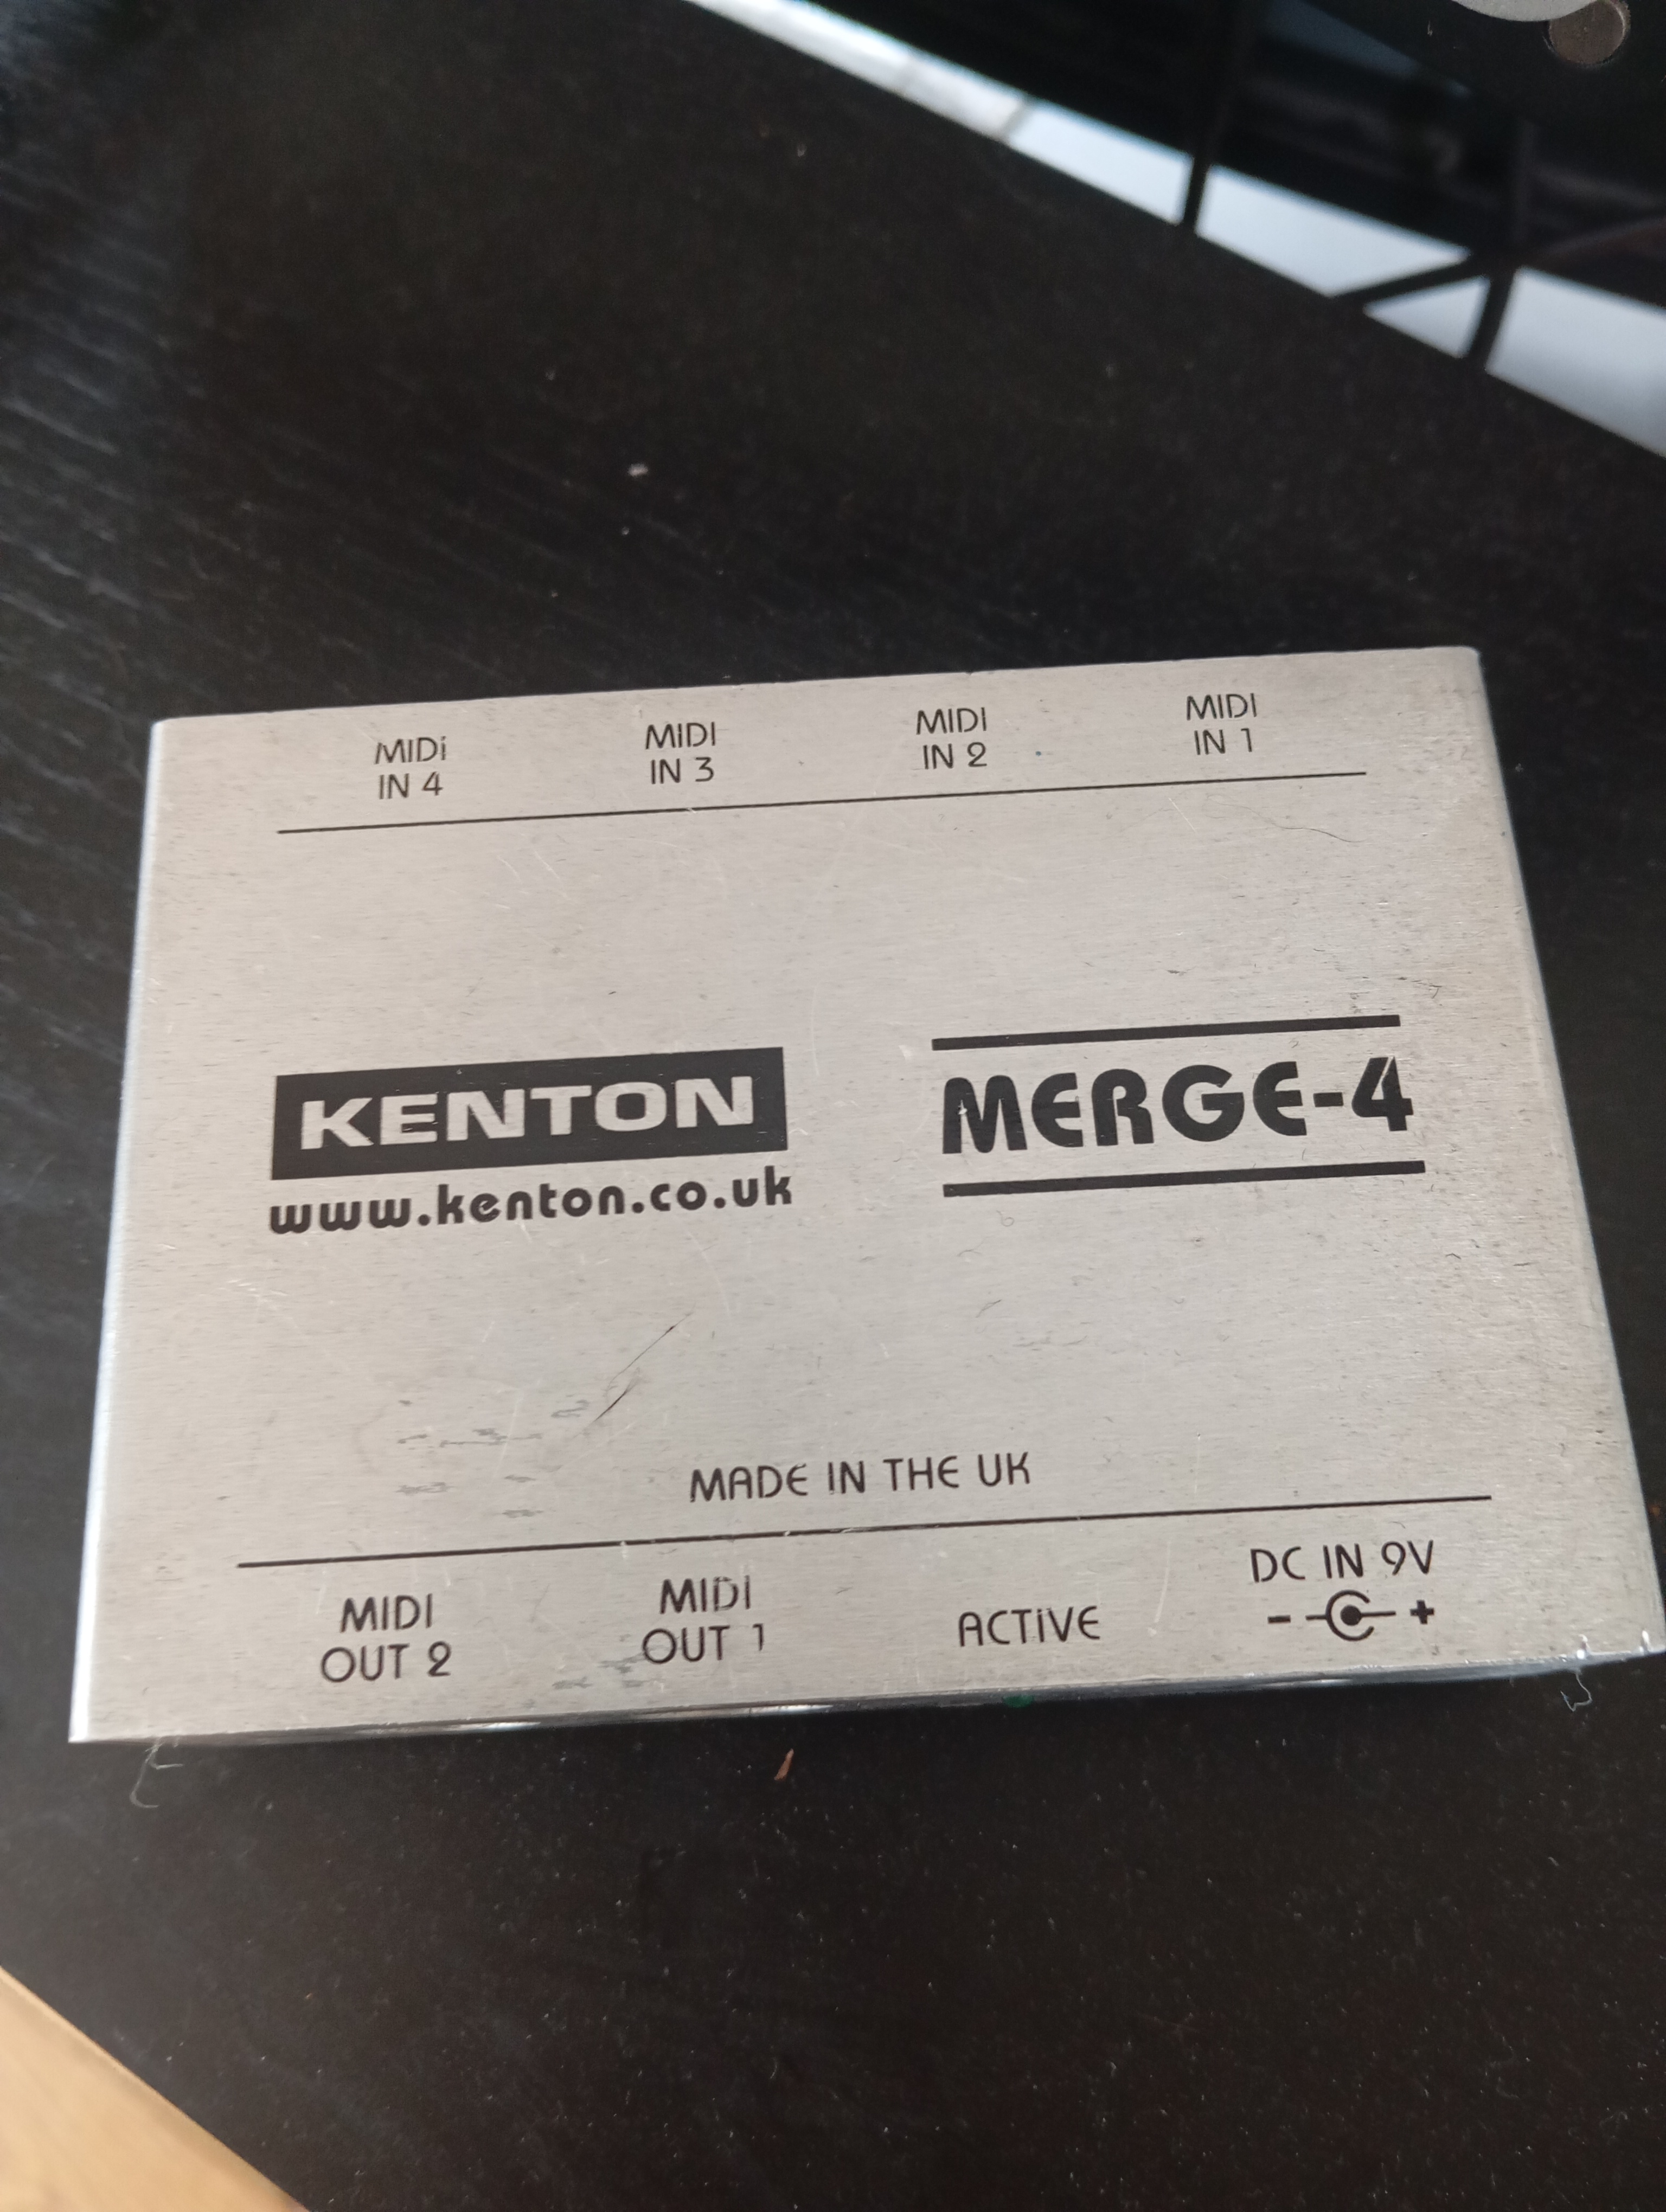 MIDI IN 4
MIDI IN 3
MIDI IN 2
MIDI IN 1
KENTON
www.kenton.co.uk
MERGE-4
MADE IN THE UK
MIDI OUT 2
MIDI OUT 1
ACTIVE
DC IN 9V
- +